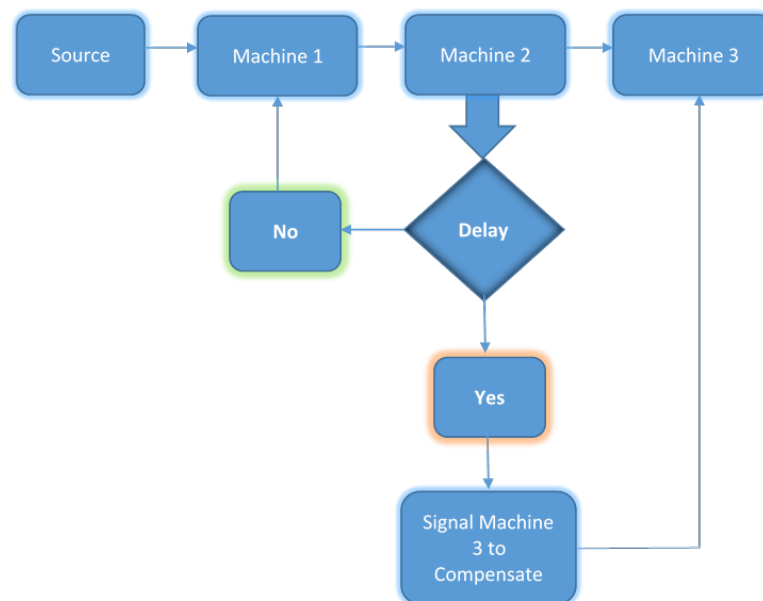 Source
Machine 1
Machine 2
Machine 3
No
Delay
Yes
Signal Machine
3 to
Compensate